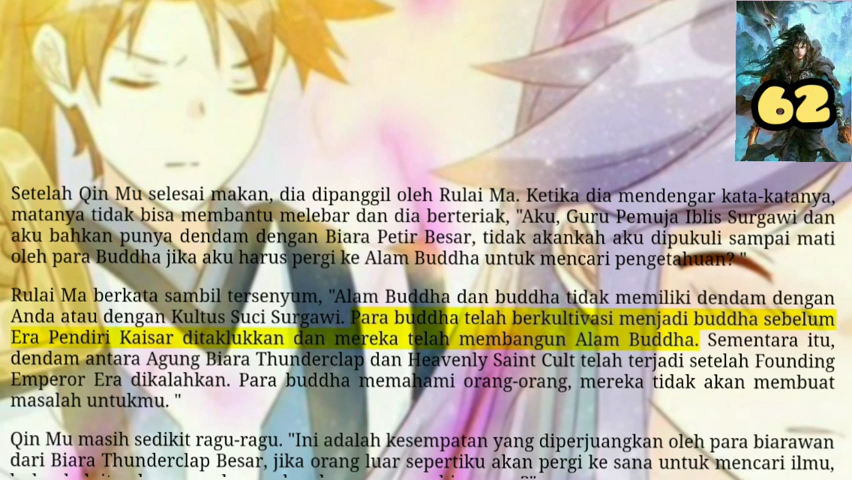 62
Setelah Qin Mu selesai makan, dia dipanggil oleh Rulai Ma. Ketika dia mendengar kata-katanya,
matanya tidak bisa membantu melebar dan dia berteriak, "Aku, Guru Pemuja Iblis Surgawi dan
aku bahkan punya dendam dengan Biara Petir Besar, tidak akankah aku dipukuli sampai mati
oleh para Buddha jika aku harus pergi ke Alam Buddha untuk mencari pengetahuan? "
Rulai Ma berkata sambil tersenyum, "Alam Buddha dan buddha tidak memiliki dendam dengan
Anda atau dengan Kultus Suci Surgawi. Para buddha telah berkultivasi menjadi buddha sebelum
Era Pendiri Kaisar ditaklukkan dan mereka telah membangun Alam Buddha. Sementara itu,
dendam antara Agung Biara Thunderclap dan Heavenly Saint Cult telah terjadi setelah Founding
Emperor Era dikalahkan. Para buddha memahami orang-orang, mereka tidak akan membuat
masalah untukmu. "
Qin Mu masih sedikit ragu-ragu. "Ini adalah kesempatan yang diperjuangkan oleh para biarawan
dari Biara Thunderclap Besar, jika orang luar sepertiku akan pergi ke sana untuk mencari ilmu,